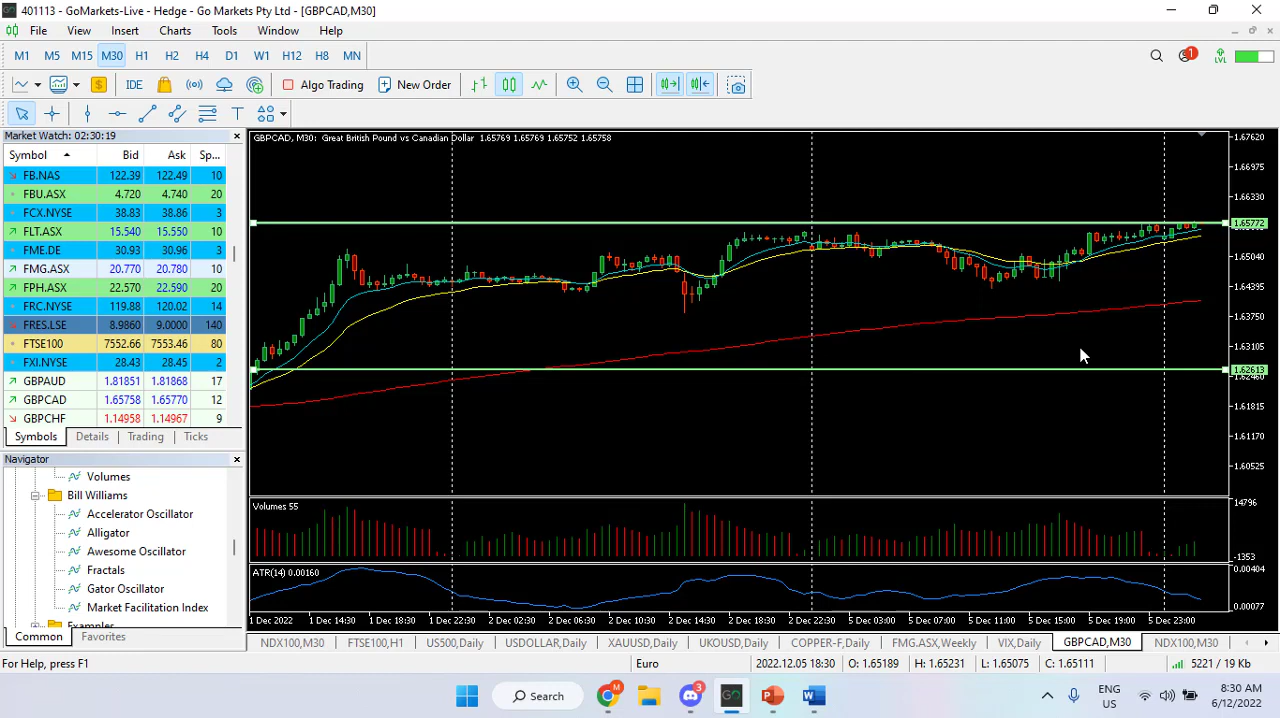 401113 - GoMarkets-Live - Hedge - Go Markets Pty Ltd - [GBPCAD,M30]
File View Insert Charts Tools Window Help
M1 M5 M15 M30 H1 H2 H4 D1 W1 H12 H8 MN
1
LVL
IDE Algo Trading New Order
Market Watch: 02:30:19
Symbol Bid Ask Sp...
FB.NAS 122.39 122.49 10
FBU.ASX 4.720 4.740 20
FCX.NYSE 38.83 38.86 3
FLT.ASX 15.540 15.550 10
FME.DE 30.93 30.96 3
FMG.ASX 20.770 20.780 10
FPH.ASX 22.570 22.590 20
FRC.NYSE 119.88 120.02 14
FRES.LSE 8.9860 9.0000 140
FTSE100 7552.66 7553.46 80
FXI.NYSE 28.43 28.45 2
GBPAUD 1.81851 1.81868 17
GBPCAD 1.65758 1.65770 12
GBPCHF 1.14958 1.14967 9
Symbols Details Trading Ticks
Navigator
Volumes
Bill Williams
Accelerator Oscillator
Alligator
Awesome Oscillator
Fractals
Gator Oscillator
Market Facilitation Index
Examples
Common Favorites
GBPCAD, M30: Great British Pound vs Canadian Dollar 1.65769 1.65769 1.65752 1.65758
1.67620
1.66975
1.66330
1.65772
1.65040
1.64395
1.63750
1.63105
1.62613
1.62460
1.61815
1.61170
1.60525
Volumes 55
14796
1353
ATR(14) 0.00160
0.00404
0.00077
1 Dec 2022 1 Dec 14:30 1 Dec 18:30 1 Dec 22:30 2 Dec 02:30 2 Dec 06:30 2 Dec 10:30 2 Dec 14:30 2 Dec 18:30 2 Dec 22:30 5 Dec 03:00 5 Dec 07:00 5 Dec 11:00 5 Dec 15:00 5 Dec 19:00 5 Dec 23:00
NDX100,M30 FTSE100,H1 US500,Daily USDOLLAR,Daily XAUUSD,Daily UKOUSD,Daily COPPER-F,Daily FMG.ASX,Weekly VIX,Daily GBPCAD,M30 NDX100,M30
For Help, press F1 Euro 2022.12.05 18:30 O: 1.65189 H: 1.65231 L: 1.65075 C: 1.65111 5221 / 19 Kb
Search
M
3
GO
P
W
ENG
US
8:30 AM
6/12/2022